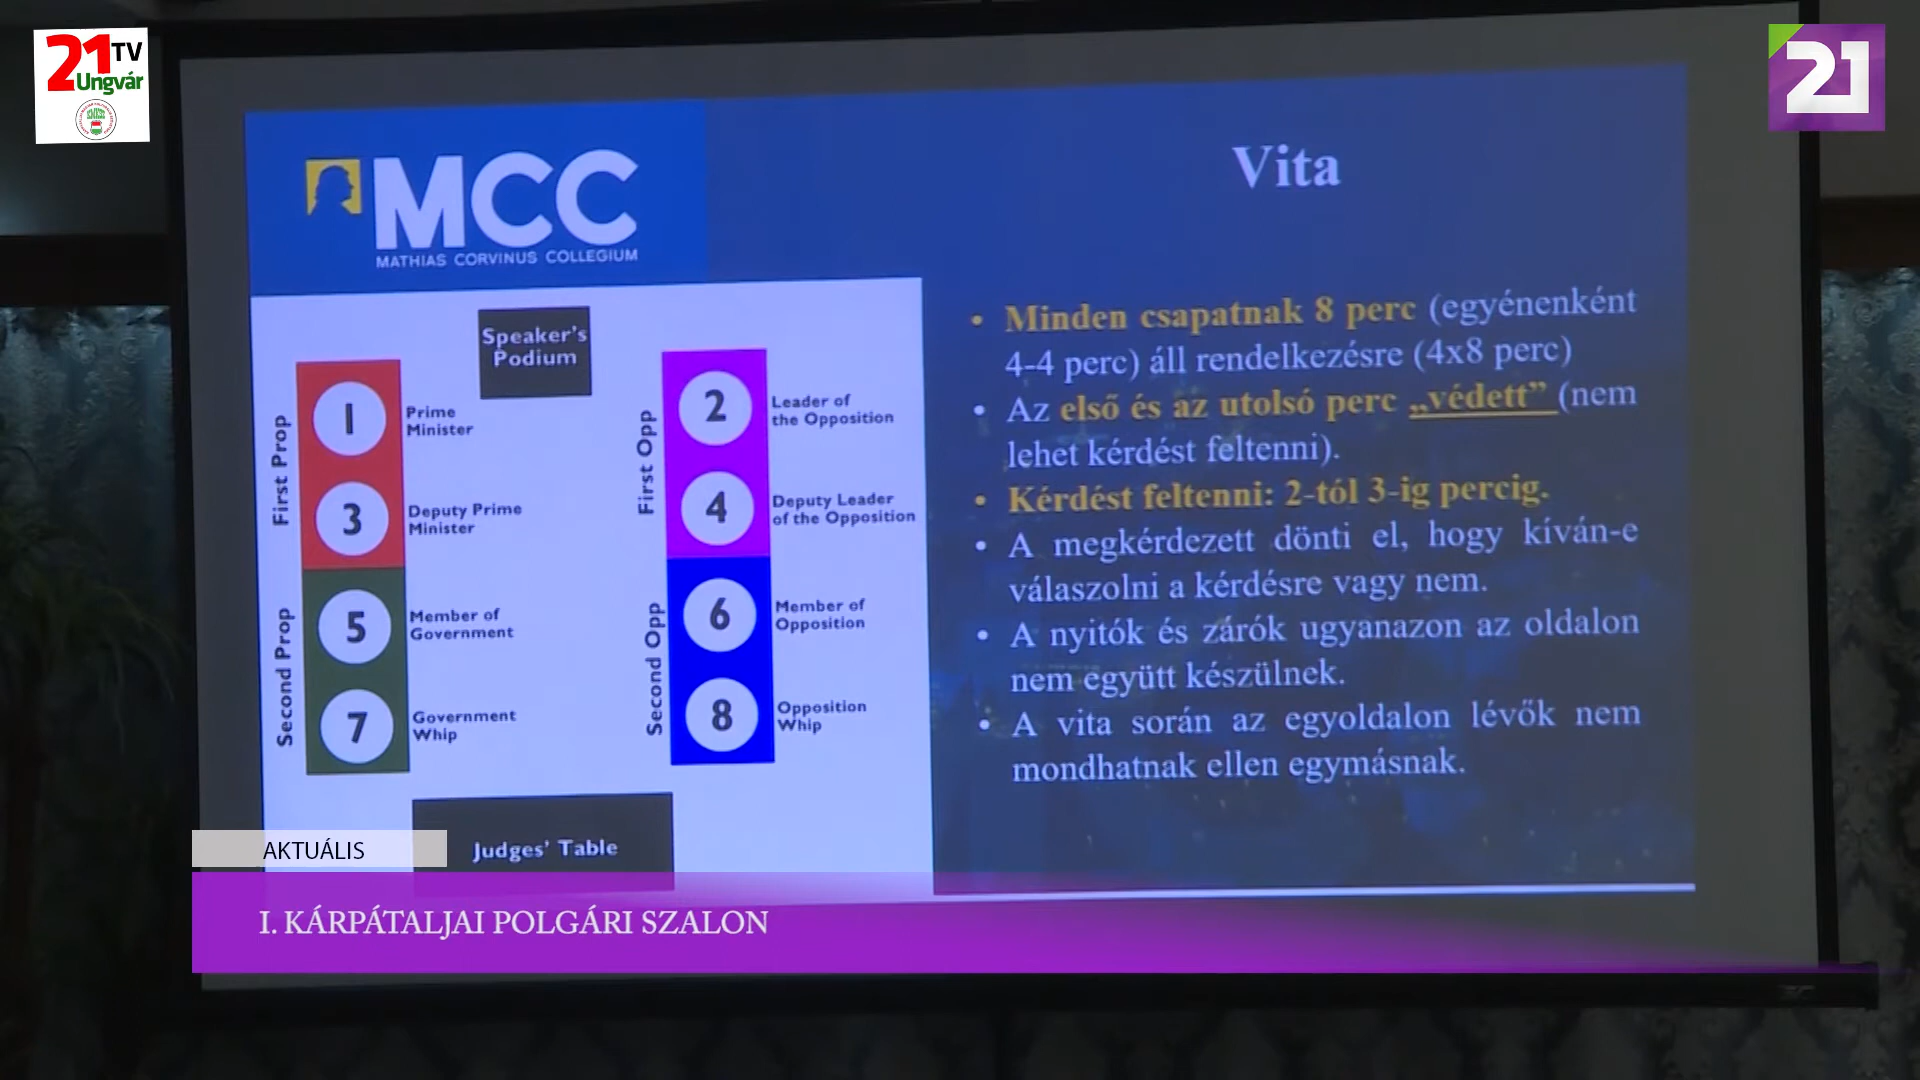 21 TV
Ungvár
21
MCC
MATHIAS CORVINUS COLLEGIUM
Vita
Speaker's
Podium
First Prop
1
Prime
Minister
3
Deputy Prime
Minister
Second Prop
5
Member of
Government
7
Government
Whip
First Opp
2
Leader of
the Opposition
4
Deputy Leader
of the Opposition
Second Opp
6
Member of
Opposition
8
Opposition
Whip
Judges' Table
• Minden csapatnak 8 perc (egyénenként
4-4 perc) áll rendelkezésre (4x8 perc)
• Az első és az utolsó perc „védett” (nem
lehet kérdést feltenni).
• Kérdést feltenni: 2-tól 3-ig percig.
• A megkérdezett dönti el, hogy kíván-e
válaszolni a kérdésre vagy nem.
• A nyitók és zárók ugyanazon az oldalon
nem együtt készülnek.
• A vita során az egyoldalon lévők nem
mondhatnak ellen egymásnak.
AKTUÁLIS
I. KÁRPÁTALJAI POLGÁRI SZALON